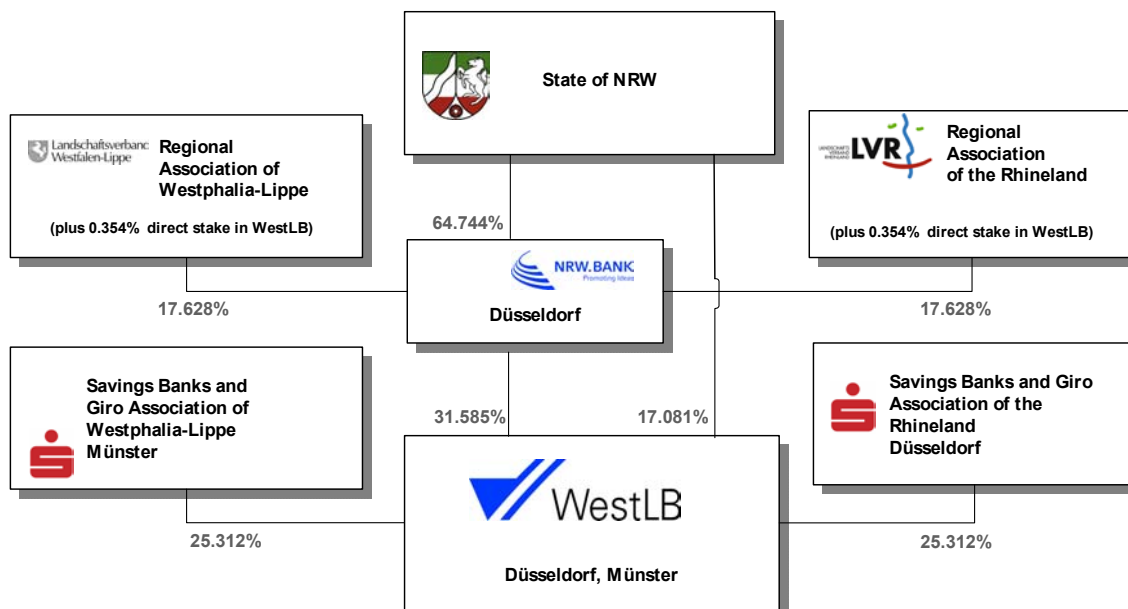 State of NRW
Landschaftsverband
Westfalen-Lippe
Regional
Association of
Westphalia-Lippe
(plus 0.354% direct stake in WestLB)
LANDSCHAFTS
VERBAND
RHEINLAND
LVR
Regional
Association
of the Rhineland
(plus 0.354% direct stake in WestLB)
64.744%
NRW.BANK
Promoting Ideas
Düsseldorf
17.628%
17.628%
Savings Banks and
Giro Association of
Westphalia-Lippe
Münster
31.585%
17.081%
Savings Banks and Giro
Association of the
Rhineland
Düsseldorf
WestLB
Düsseldorf, Münster
25.312%
25.312%